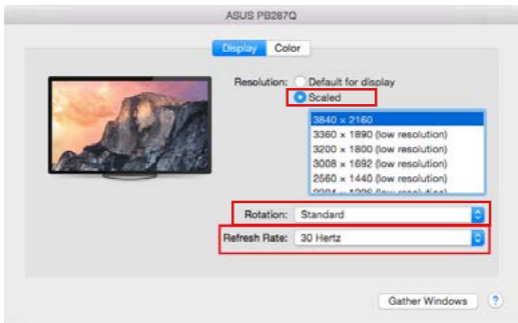 ASUS PB287Q
Display Color
Resolution: Default for display
Scaled
3840 × 2160
3360 × 1890 (low resolution)
3200 × 1800 (low resolution)
3008 × 1692 (low resolution)
2560 × 1440 (low resolution)
Rotation: Standard
Refresh Rate: 30 Hertz
Gather Windows ?